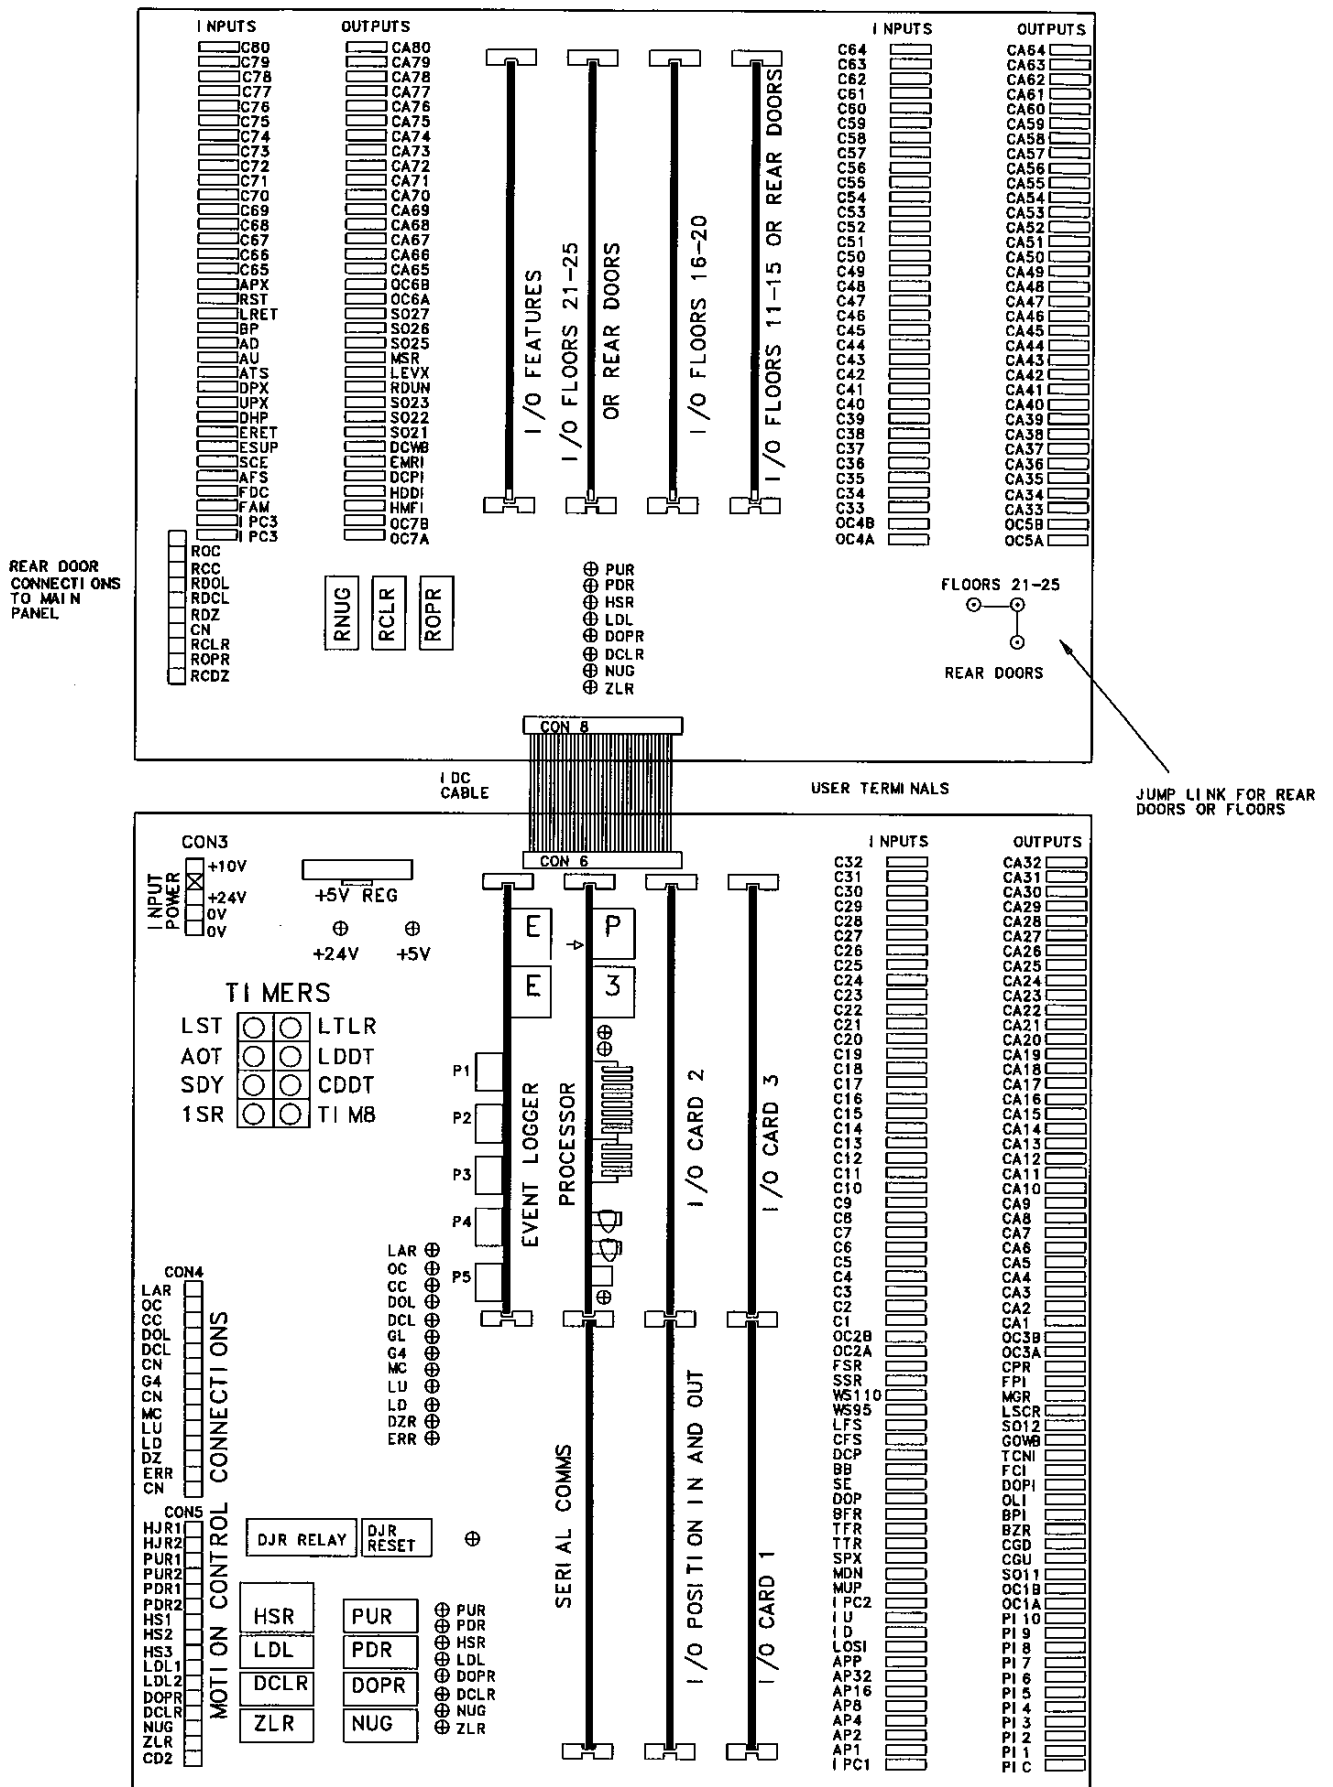 INPUTS
C80
C79
C78
C77
C76
C75
C74
C73
C72
C71
C70
C69
C68
C67
C66
C65
APX
RST
LRET
BP
AD
AU
ATS
DPX
UPX
DHP
ERET
ESUP
SCE
AFS
FDC
FAM
IPC3
IPC3
OUTPUTS
CA80
CA79
CA78
CA77
CA76
CA75
CA74
CA73
CA72
CA71
CA70
CA69
CA68
CA67
CA66
CA65
OC6B
OC6A
SO27
SO26
SO25
MSR
LEVX
RDUN
SO23
SO22
SO21
DCWB
EMRI
DCPI
HDDI
HMFI
OC7B
OC7A
I/O FEATURES
I/O FLOORS 21-25
OR REAR DOORS
I/O FLOORS 16-20
I/O FLOORS 11-15 OR REAR DOORS
INPUTS
C64
C63
C62
C61
C60
C59
C58
C57
C56
C55
C54
C53
C52
C51
C50
C49
C48
C47
C46
C45
C44
C43
C42
C41
C40
C39
C38
C37
C36
C35
C34
C33
OC4B
OC4A
OUTPUTS
CA64
CA63
CA62
CA61
CA60
CA59
CA58
CA57
CA56
CA55
CA54
CA53
CA52
CA51
CA50
CA49
CA48
CA47
CA46
CA45
CA44
CA43
CA42
CA41
CA40
CA39
CA38
CA37
CA36
CA35
CA34
CA33
OC5B
OC5A
REAR DOOR
CONNECTIONS
TO MAIN
PANEL
ROC
RCC
RDOL
RDCL
RDZ
CN
RCLR
ROPR
RCDZ
RNUG
RCLR
ROPR
PUR
PDR
HSR
LDL
DOPR
DCLR
NUG
ZLR
FLOORS 21-25
REAR DOORS
CON 8
IDC
CABLE
USER TERMINALS
JUMP LINK FOR REAR
DOORS OR FLOORS
CON 6
CON3
INPUT
POWER
+10V
+24V
0V
0V
+5V REG
+24V
+5V
TIMERS
LST
LTLR
AOT
LDDT
SDY
CDDT
1SR
TIM8
E
E
P
3
P1
P2
P3
P4
P5
EVENT LOGGER
PROCESSOR
I/O CARD 2
I/O CARD 3
LAR
OC
CC
DOL
DCL
GL
G4
MC
LU
LD
DZR
ERR
CON4
LAR
OC
CC
DOL
DCL
CN
G4
CN
MC
LU
LD
DZ
ERR
CN
CON5
HJR1
HJR2
PUR1
PUR2
PDR1
PDR2
HS1
HS2
HS3
LDL1
LDL2
DOPR
DCLR
NUG
ZLR
CD2
MOTION CONTROL CONNECTIONS
DJR RELAY
DJR
RESET
HSR
PUR
LDL
PDR
DCLR
DOPR
ZLR
NUG
PUR
PDR
HSR
LDL
DOPR
DCLR
NUG
ZLR
SERIAL COMMS
I/O POSITION IN AND OUT
I/O CARD 1
INPUTS
C32
C31
C30
C29
C28
C27
C26
C25
C24
C23
C22
C21
C20
C19
C18
C17
C16
C15
C14
C13
C12
C11
C10
C9
C8
C7
C6
C5
C4
C3
C2
C1
OC2B
OC2A
FSR
SSR
WS110
WS95
LFS
CFS
DCP
BB
SE
DOP
BFR
TFR
TTR
SPX
MDN
MUP
IPC2
IU
ID
LOSI
APP
AP32
AP16
AP8
AP4
AP2
AP1
IPC1
OUTPUTS
CA32
CA31
CA30
CA29
CA28
CA27
CA26
CA25
CA24
CA23
CA22
CA21
CA20
CA19
CA18
CA17
CA16
CA15
CA14
CA13
CA12
CA11
CA10
CA9
CA8
CA7
CA6
CA5
CA4
CA3
CA2
CA1
OC3B
OC3A
CPR
FPI
MGR
LSCR
SO12
GOWB
TCNI
FCI
DOPI
OLI
BPI
BZR
CGD
CGU
SO11
OC1B
OC1A
PI10
PI9
PI8
PI7
PI6
PI5
PI4
PI3
PI2
PI1
PIC